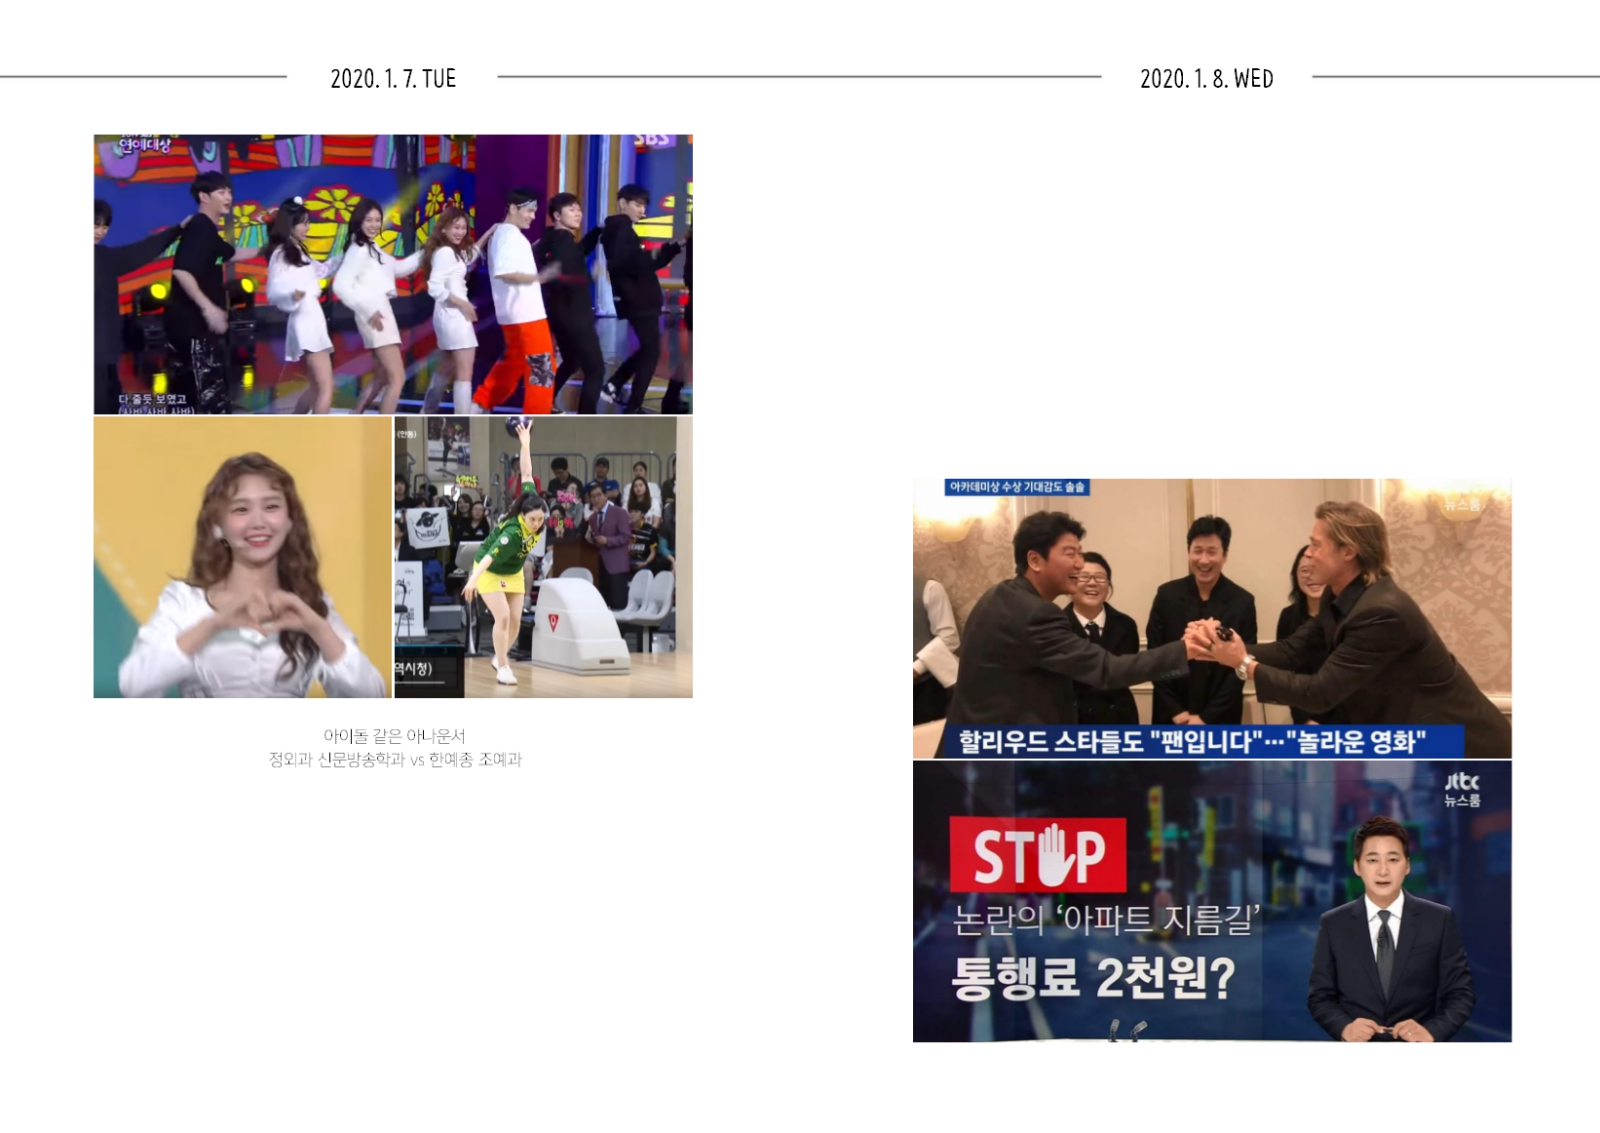 2020. 1. 7. TUE
연예대상
SBS
다 줄듯 보였고
(사바 사바 사바)
(안동)
역시청)
아이돌 같은 아나운서
정외과 신문방송학과 vs 한예종 조예과
2020. 1. 8. WED
아카데미상 수상 기대감도 솔솔
뉴스룸
할리우드 스타들도 "팬입니다"…"놀라운 영화"
jtbc
뉴스룸
STOP
논란의 ‘아파트 지름길’
통행료 2천원?